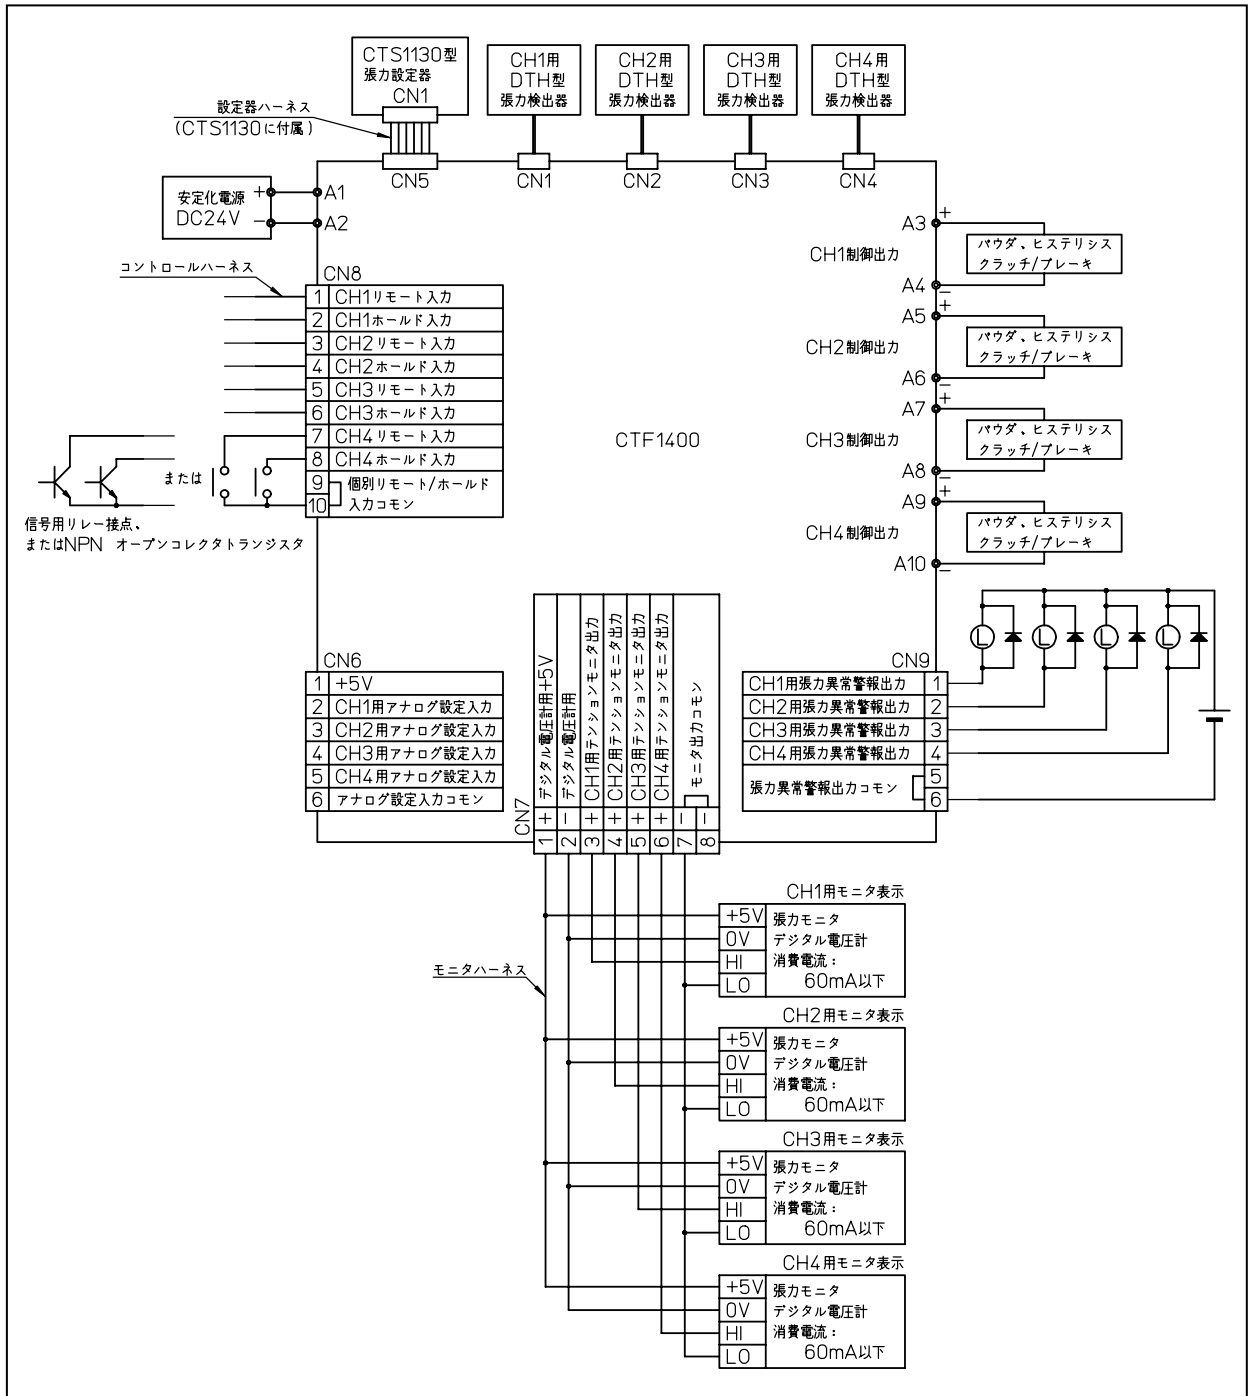 CTS1130型
張力設定器
CN1
CH1用
DTH型
張力検出器
CH2用
DTH型
張力検出器
CH3用
DTH型
張力検出器
CH4用
DTH型
張力検出器
設定器ハーネス
(CTS1130に付属)
CN5
CN1
CN2
CN3
CN4
安定化電源
DC24V
+
-
A1
A2
コントロールハーネス
CN8
1 CH1リモート入力
2 CH1ホールド入力
3 CH2リモート入力
4 CH2ホールド入力
5 CH3リモート入力
6 CH3ホールド入力
7 CH4リモート入力
8 CH4ホールド入力
9 個別リモート/ホールド
10 入力コモン
または
信号用リレー接点、
またはNPN オープンコレクタトランジスタ
CTF1400
A3 +
CH1制御出力
A4 -
パウダ、ヒステリシス
クラッチ/ブレーキ
A5 +
CH2制御出力
A6 -
パウダ、ヒステリシス
クラッチ/ブレーキ
A7 +
CH3制御出力
A8 -
パウダ、ヒステリシス
クラッチ/ブレーキ
A9 +
CH4制御出力
A10 -
パウダ、ヒステリシス
クラッチ/ブレーキ
CN6
1 +5V
2 CH1用アナログ設定入力
3 CH2用アナログ設定入力
4 CH3用アナログ設定入力
5 CH4用アナログ設定入力
6 アナログ設定入力コモン
CN7
1 + デジタル電圧計用+5V
2 - デジタル電圧計用
3 + CH1用テンションモニタ出力
4 + CH2用テンションモニタ出力
5 + CH3用テンションモニタ出力
6 + CH4用テンションモニタ出力
7 - モニタ出力コモン
8 -
L
L
L
L
CN9
CH1用張力異常警報出力 1
CH2用張力異常警報出力 2
CH3用張力異常警報出力 3
CH4用張力異常警報出力 4
張力異常警報出力コモン
5
6
モニタハーネス
CH1用モニタ表示
+5V 張力モニタ
0V デジタル電圧計
HI 消費電流:
LO 60mA以下
CH2用モニタ表示
+5V 張力モニタ
0V デジタル電圧計
HI 消費電流:
LO 60mA以下
CH3用モニタ表示
+5V 張力モニタ
0V デジタル電圧計
HI 消費電流:
LO 60mA以下
CH4用モニタ表示
+5V 張力モニタ
0V デジタル電圧計
HI 消費電流:
LO 60mA以下